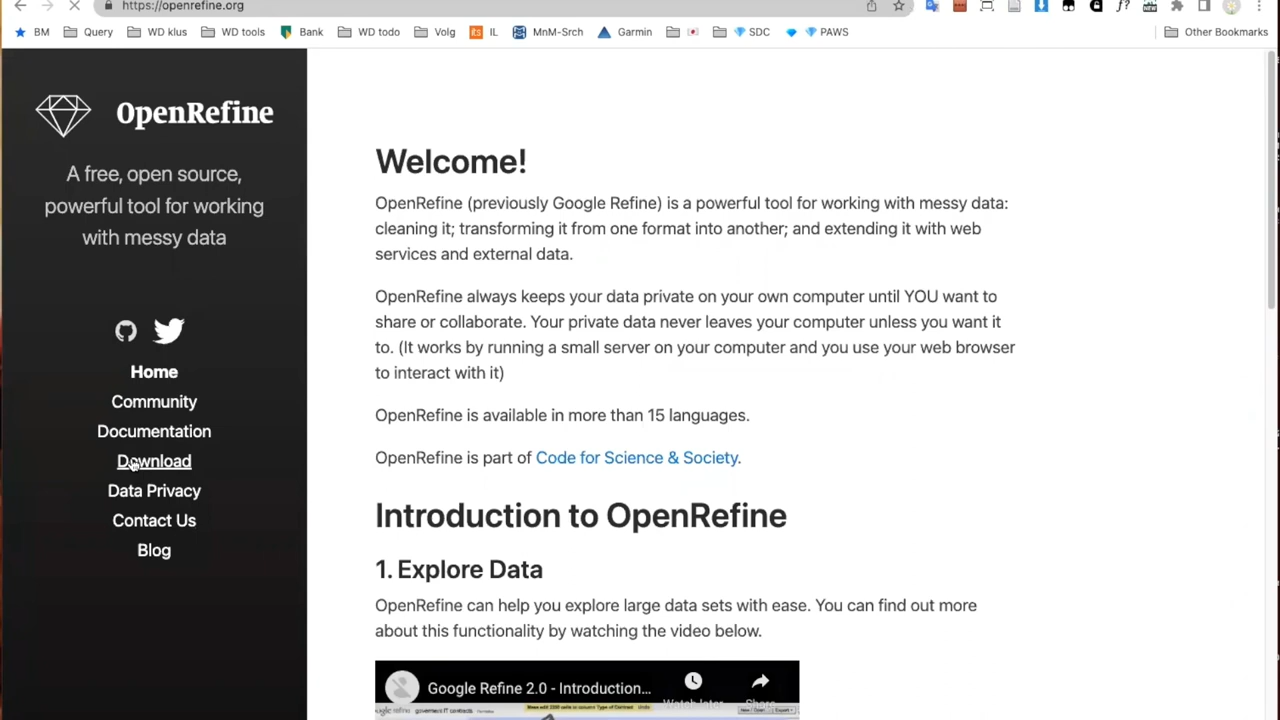 https://openrefine.org
BM Query WD klus WD tools Bank WD todo Volg IL MnM-Srch Garmin SDC PAWS Other Bookmarks
OpenRefine
A free, open source,
powerful tool for working
with messy data
Home
Community
Documentation
Download
Data Privacy
Contact Us
Blog
Welcome!
OpenRefine (previously Google Refine) is a powerful tool for working with messy data:
cleaning it; transforming it from one format into another; and extending it with web
services and external data.
OpenRefine always keeps your data private on your own computer until YOU want to
share or collaborate. Your private data never leaves your computer unless you want it
to. (It works by running a small server on your computer and you use your web browser
to interact with it)
OpenRefine is available in more than 15 languages.
OpenRefine is part of Code for Science & Society.
Introduction to OpenRefine
1. Explore Data
OpenRefine can help you explore large data sets with ease. You can find out more
about this functionality by watching the video below.
Google Refine 2.0 - Introduction...
Watch later Share